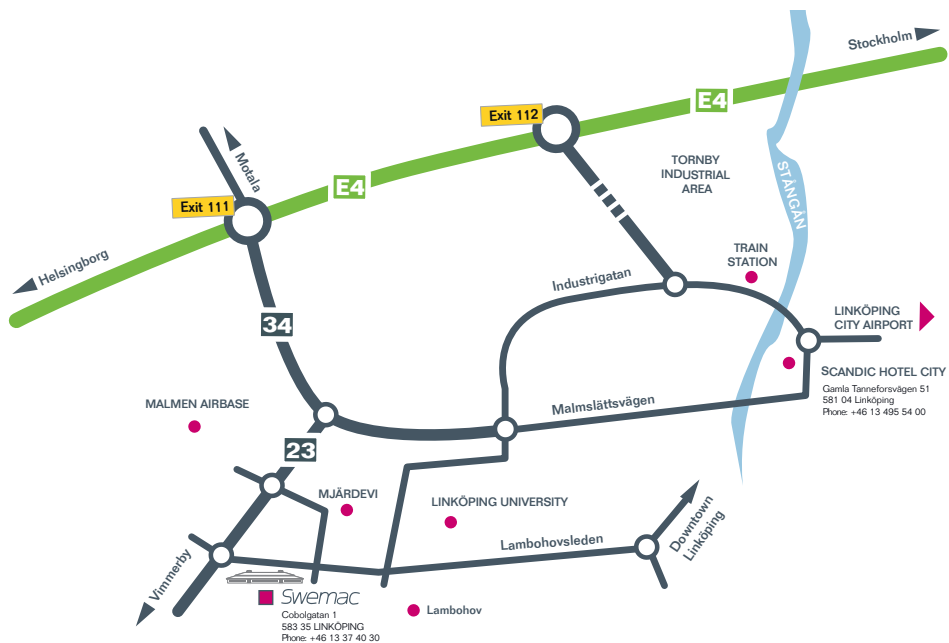 Stockholm
E4
Exit 112
TORNBY
INDUSTRIAL
AREA
STÅNGÅN
Motala
E4
Exit 111
Helsingborg
TRAIN
STATION
Industrigatan
LINKÖPING
CITY AIRPORT
34
SCANDIC HOTEL CITY
Gamla Tanneforsvägen 51
581 04 Linköping
Phone: +46 13 495 54 00
MALMEN AIRBASE
Malmslättsvägen
23
MJÄRDEVI
LINKÖPING UNIVERSITY
Downtown
Linköping
Lambohovsleden
Vimmerby
Swemac
Cobolgatan 1
583 35 LINKÖPING
Phone: +46 13 37 40 30
Lambohov